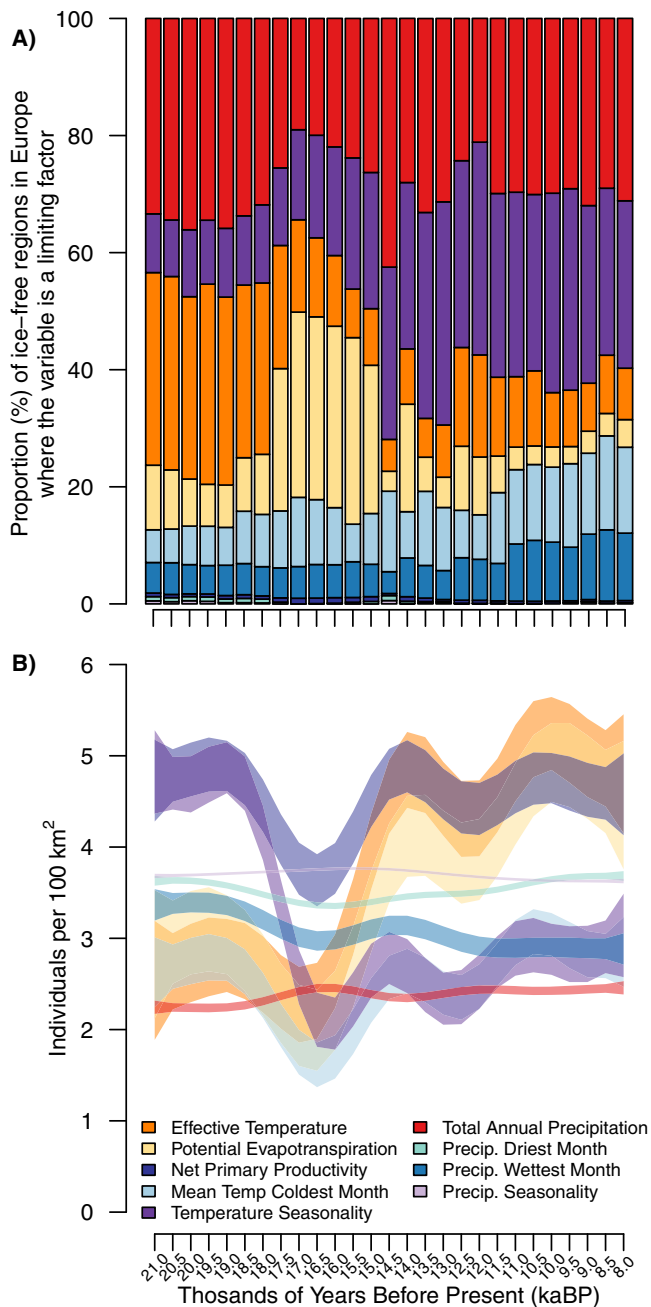 A)
Proportion (%) of ice−free regions in Europe
where the variable is a limiting factor
100
80
60
40
20
0
B)
Individuals per 100 km2
6
5
4
3
2
1
0
Effective Temperature
Potential Evapotranspiration
Net Primary Productivity
Mean Temp Coldest Month
Temperature Seasonality
Total Annual Precipitation
Precip. Driest Month
Precip. Wettest Month
Precip. Seasonality
21.0 20.5 20.0 19.5 19.0 18.5 18.0 17.5 17.0 16.5 16.0 15.5 15.0 14.5 14.0 13.5 13.0 12.5 12.0 11.5 11.0 10.5 10.0 9.5 9.0 8.5 8.0
Thosands of Years Before Present (kaBP)